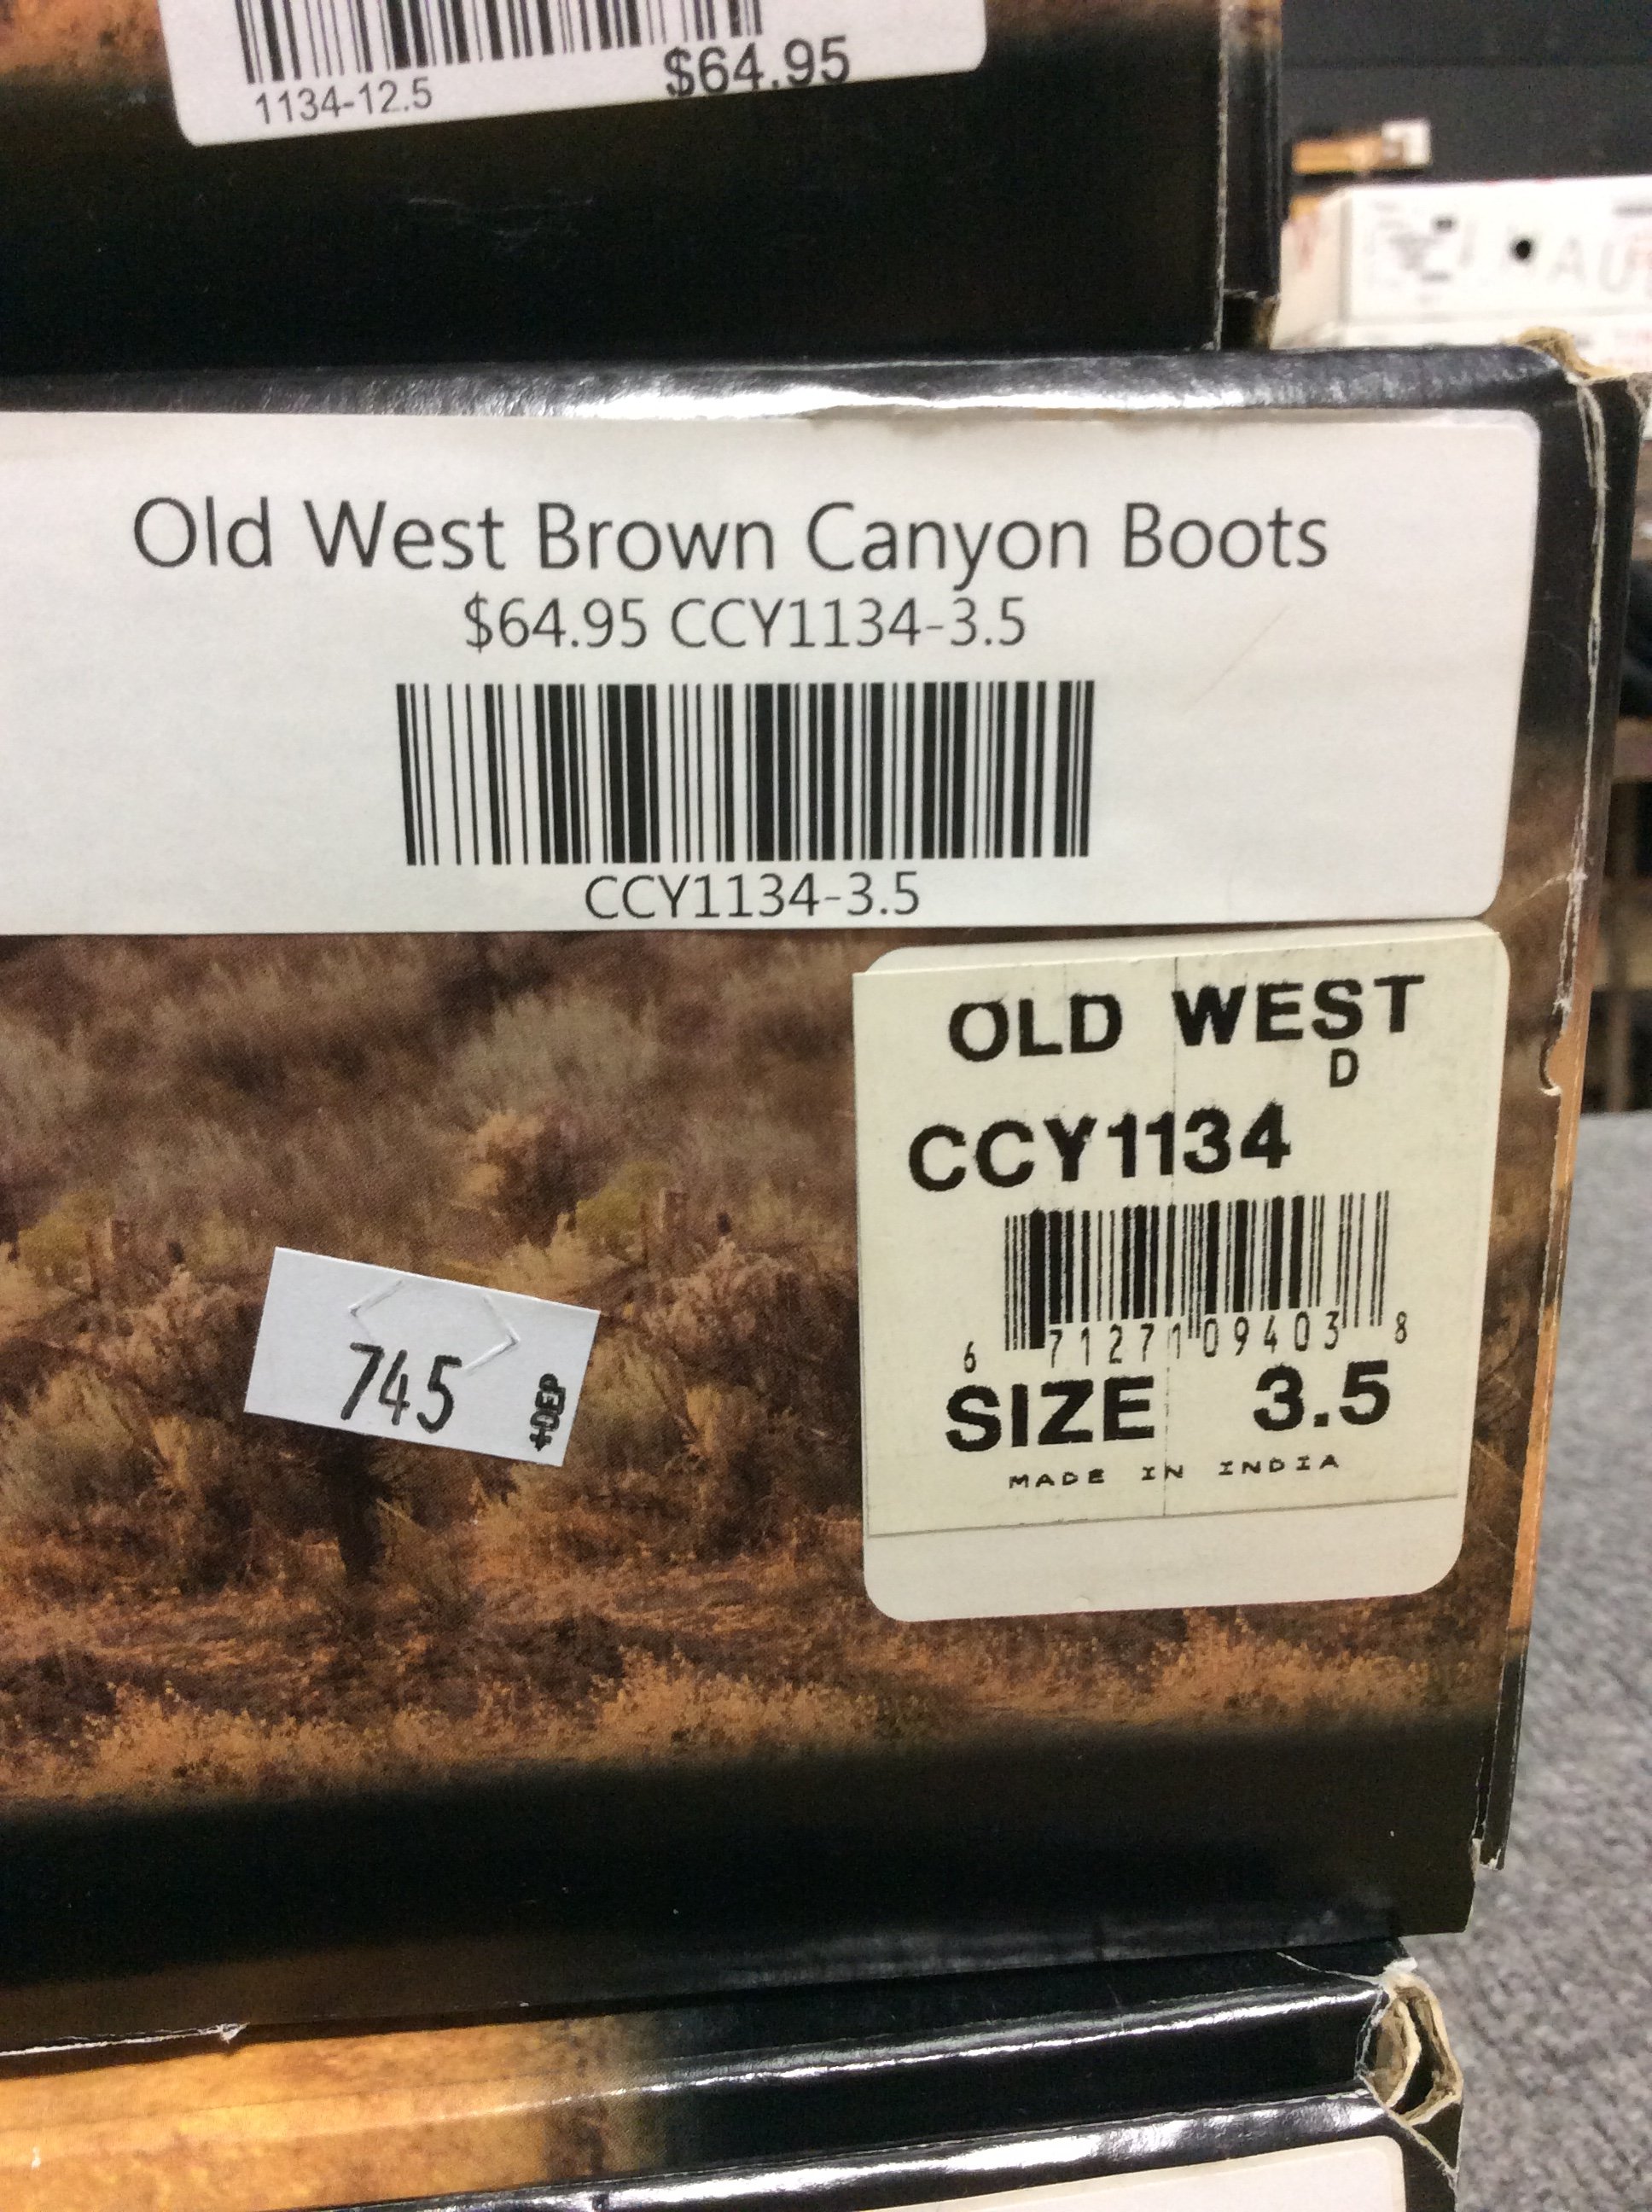 1134-12.5 $64.95
Old West Brown Canyon Boots
$64.95 CCY1134-3.5
CCY1134-3.5
OLD WEST
D
CCY1134
6 71271 09403 8
SIZE 3.5
MADE IN INDIA
745 +DEP